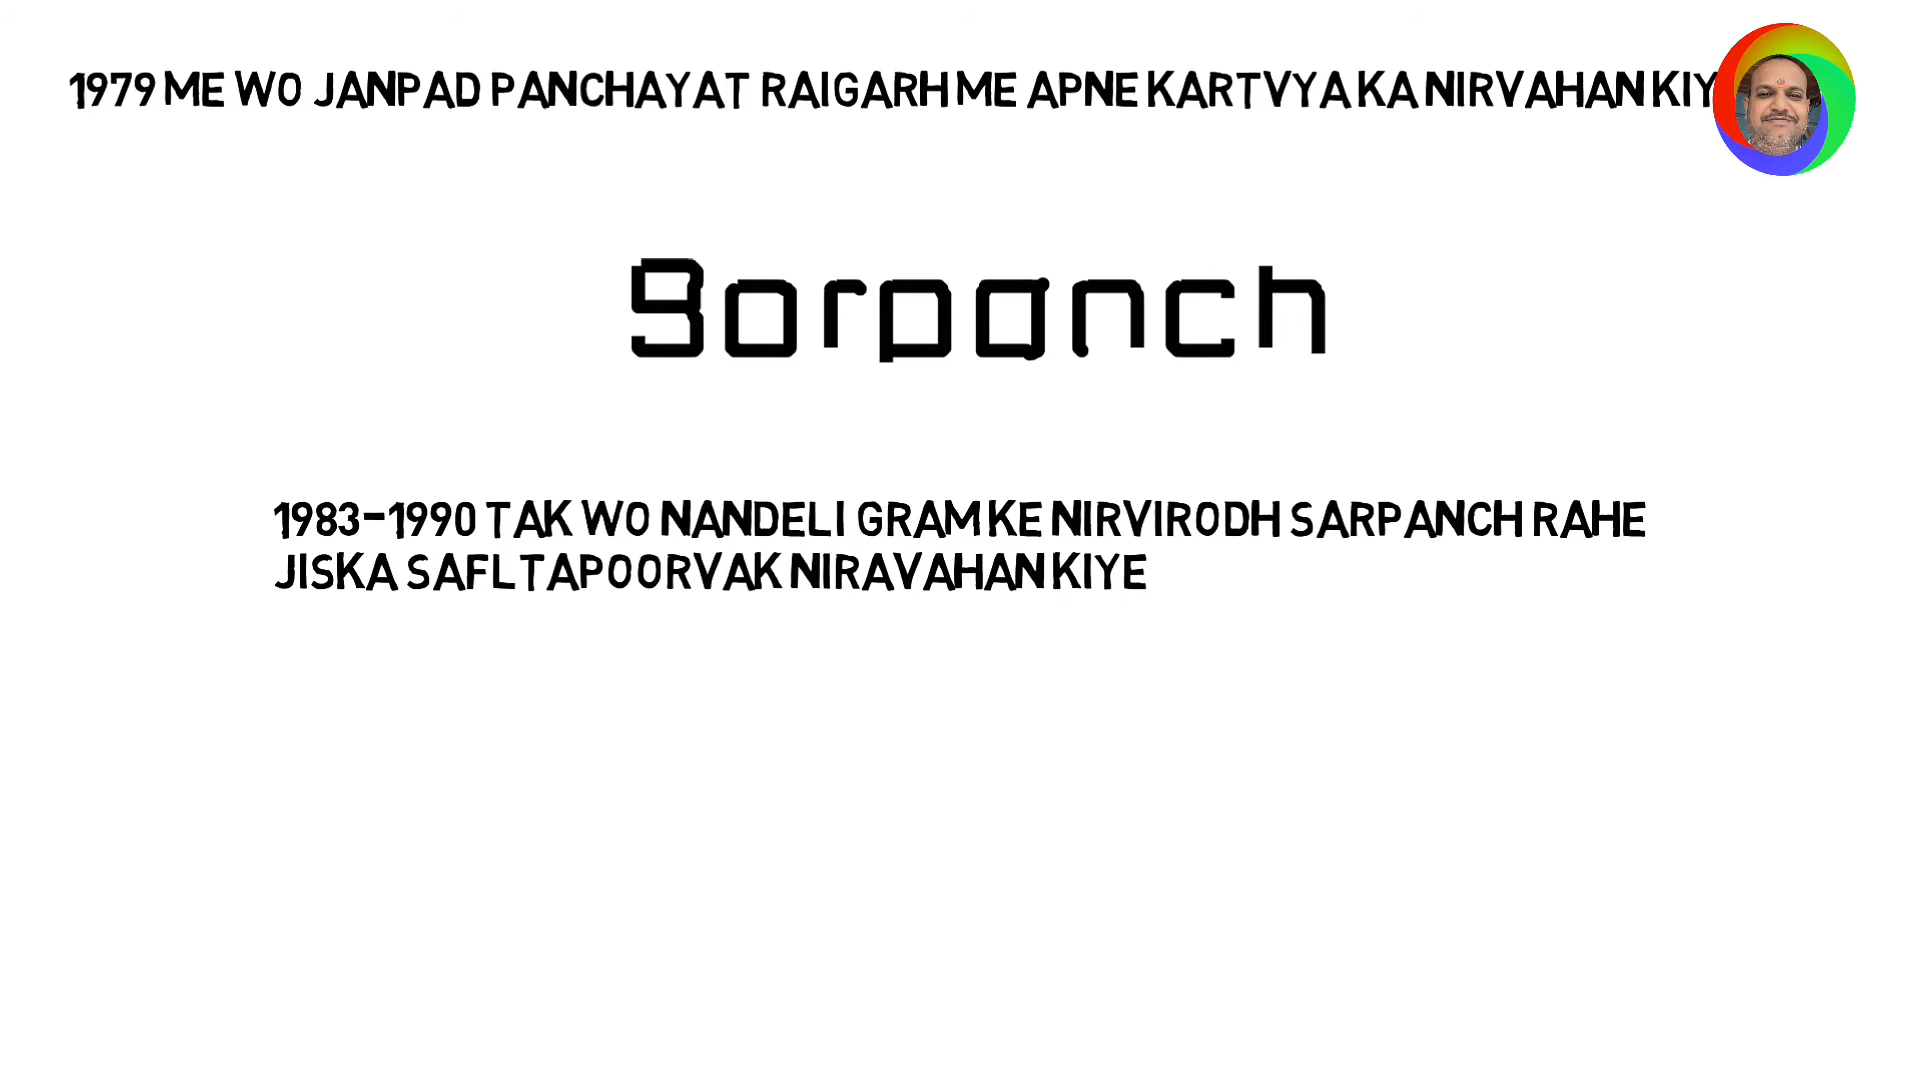 1979 ME WO JANPAD PANCHAYAT RAIGARH ME APNE KARTVYA KA NIRVAHAN KIY
Sarpanch
1983-1990 TAK WO NANDELI GRAM KE NIRVIRODH SARPANCH RAHE
JISKA SAFLTAPOORVAK NIRAVAHAN KIYE